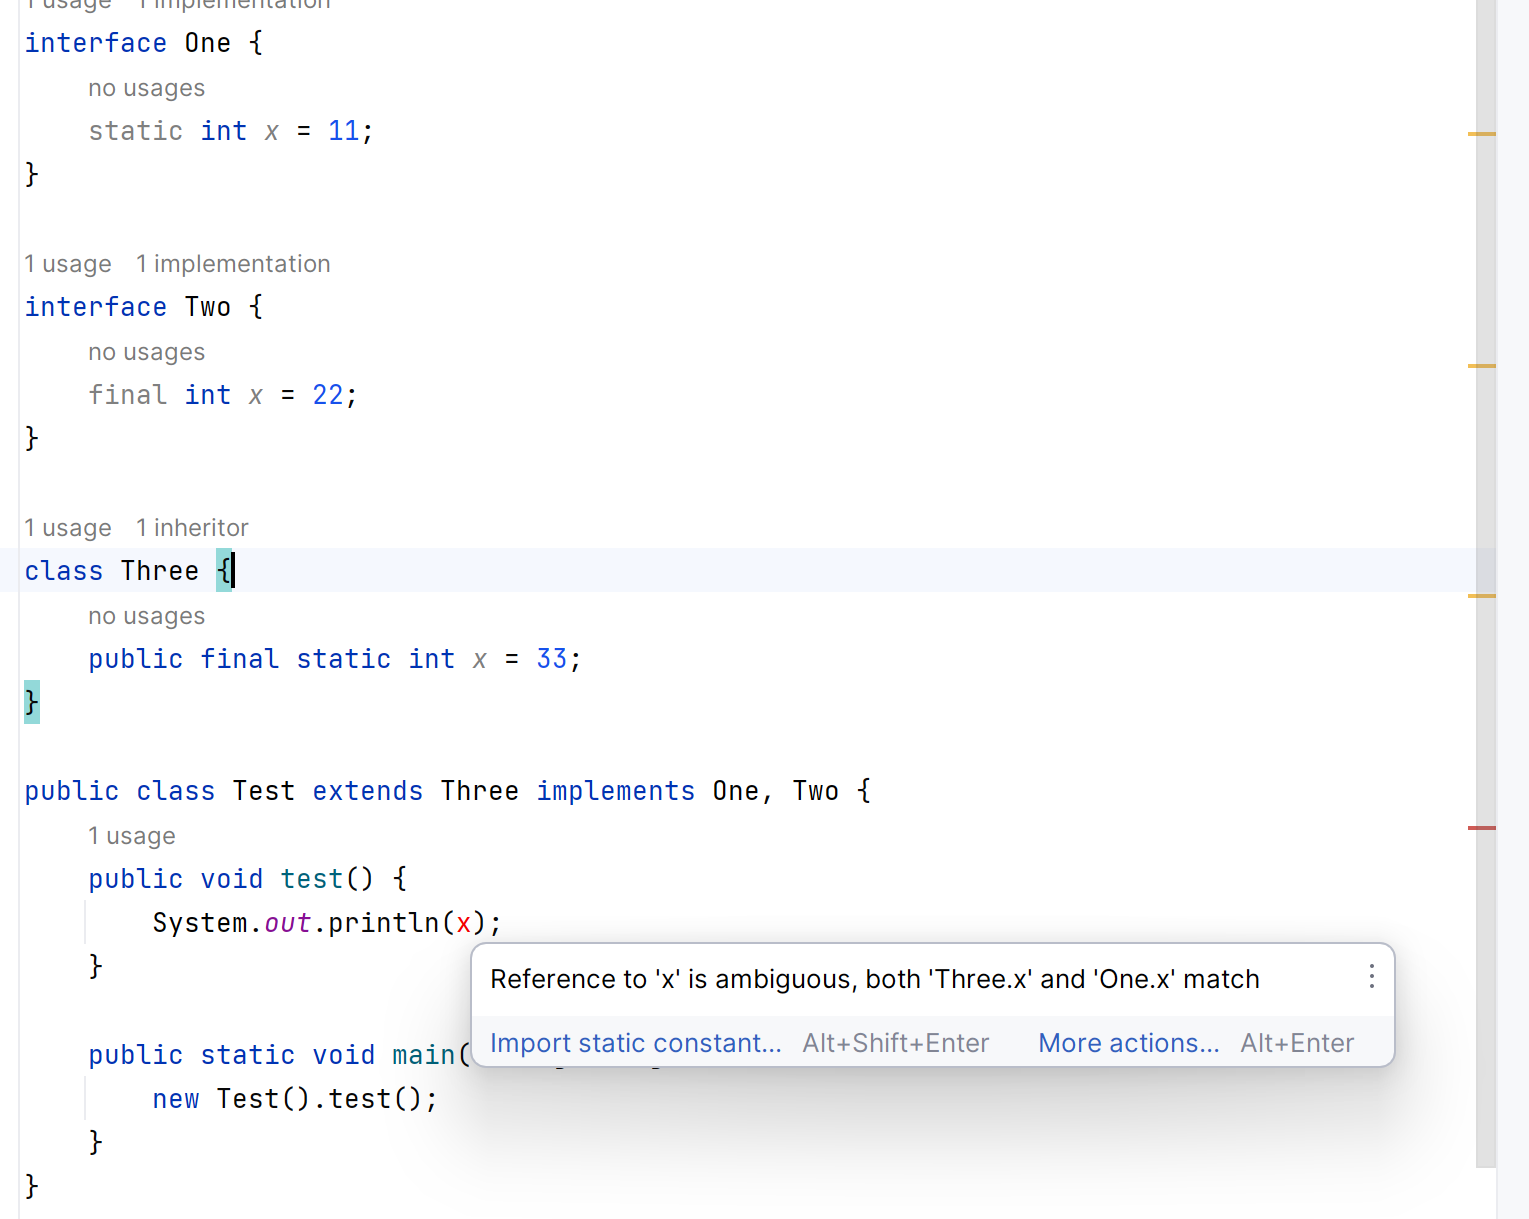 1 usage 1 implementation
interface One {
no usages
static int x = 11;
}
1 usage 1 implementation
interface Two {
no usages
final int x = 22;
}
1 usage 1 inheritor
class Three {
no usages
public final static int x = 33;
}
public class Test extends Three implements One, Two {
1 usage
public void test() {
System.out.println(x);
}
Reference to 'x' is ambiguous, both 'Three.x' and 'One.x' match
Import static constant... Alt+Shift+Enter More actions... Alt+Enter
public static void main(
new Test().test();
}
}